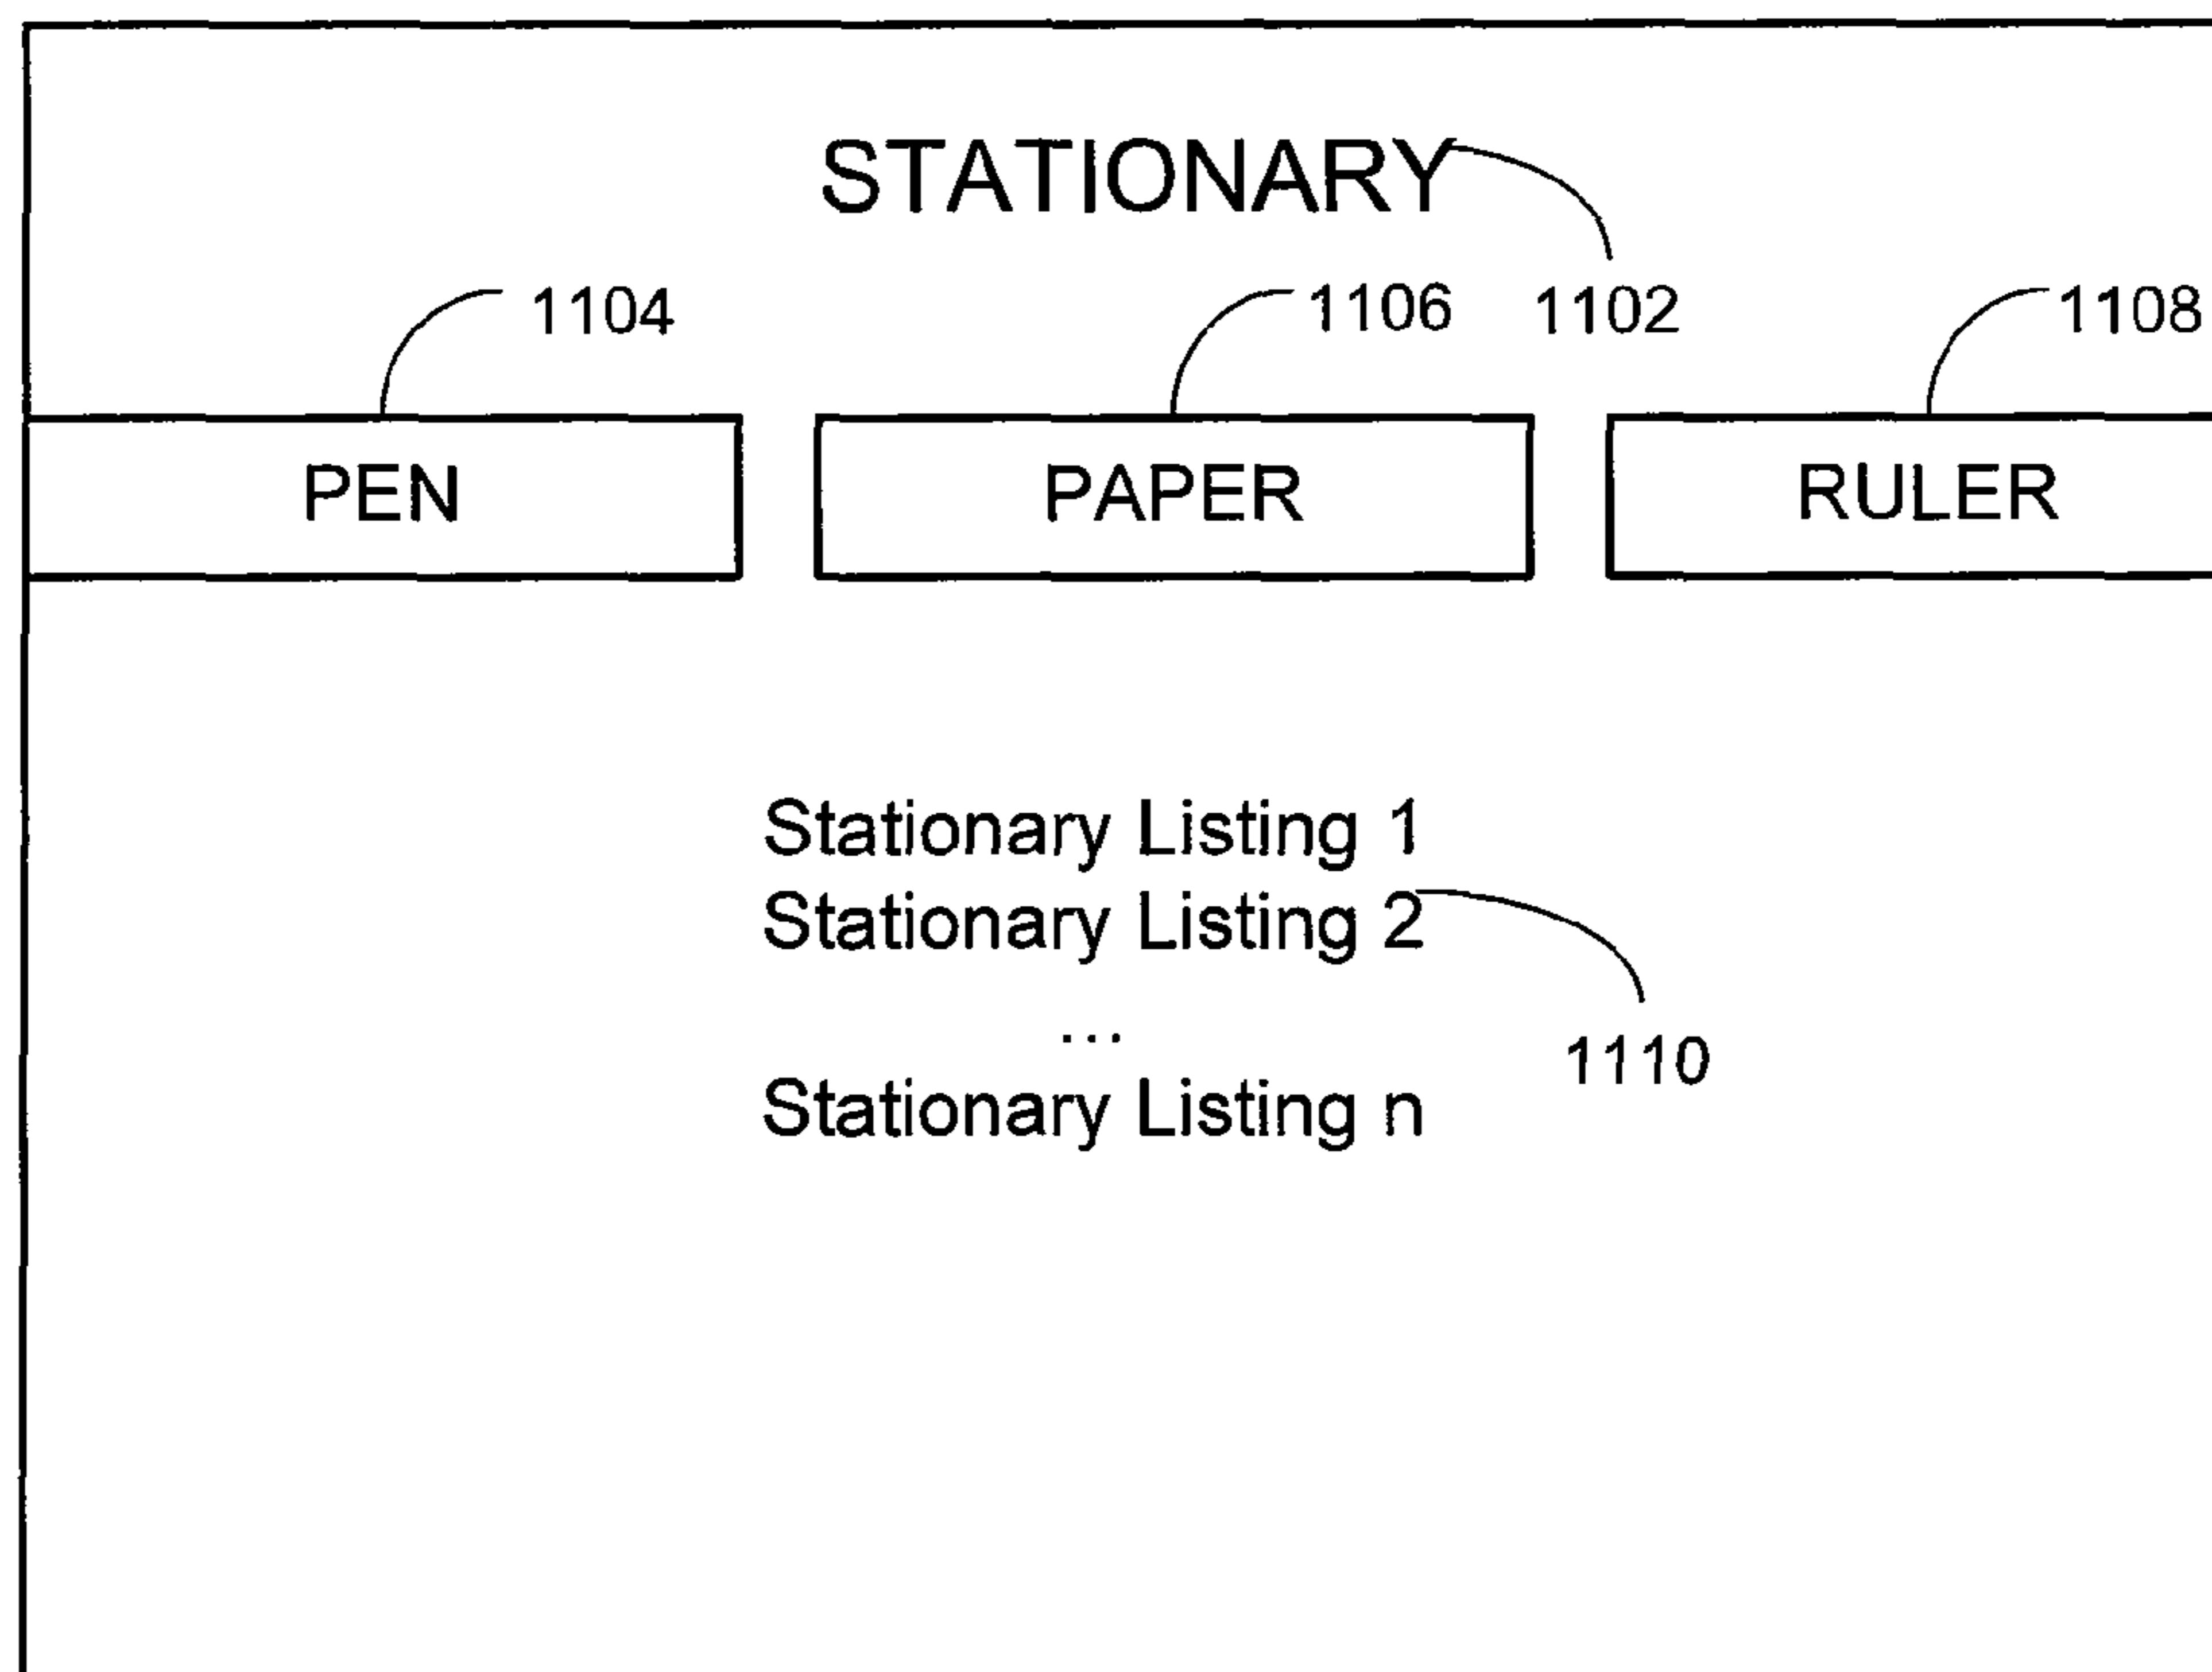 STATIONARY
1104 1106 1102 1108
PEN PAPER RULER
Stationary Listing 1
Stationary Listing 2
...
1110
Stationary Listing n